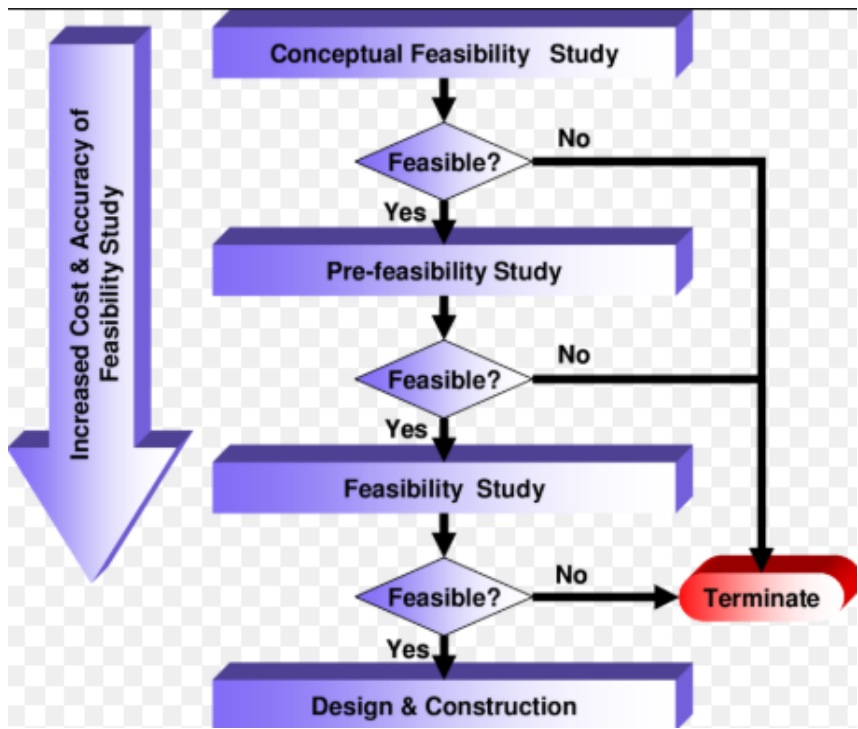 Increased Cost & Accuracy of
Feasibility Study
Conceptual Feasibility Study
Feasible?
No
Yes
Pre-feasibility Study
Feasible?
No
Yes
Feasibility Study
Feasible?
No
Terminate
Yes
Design & Construction